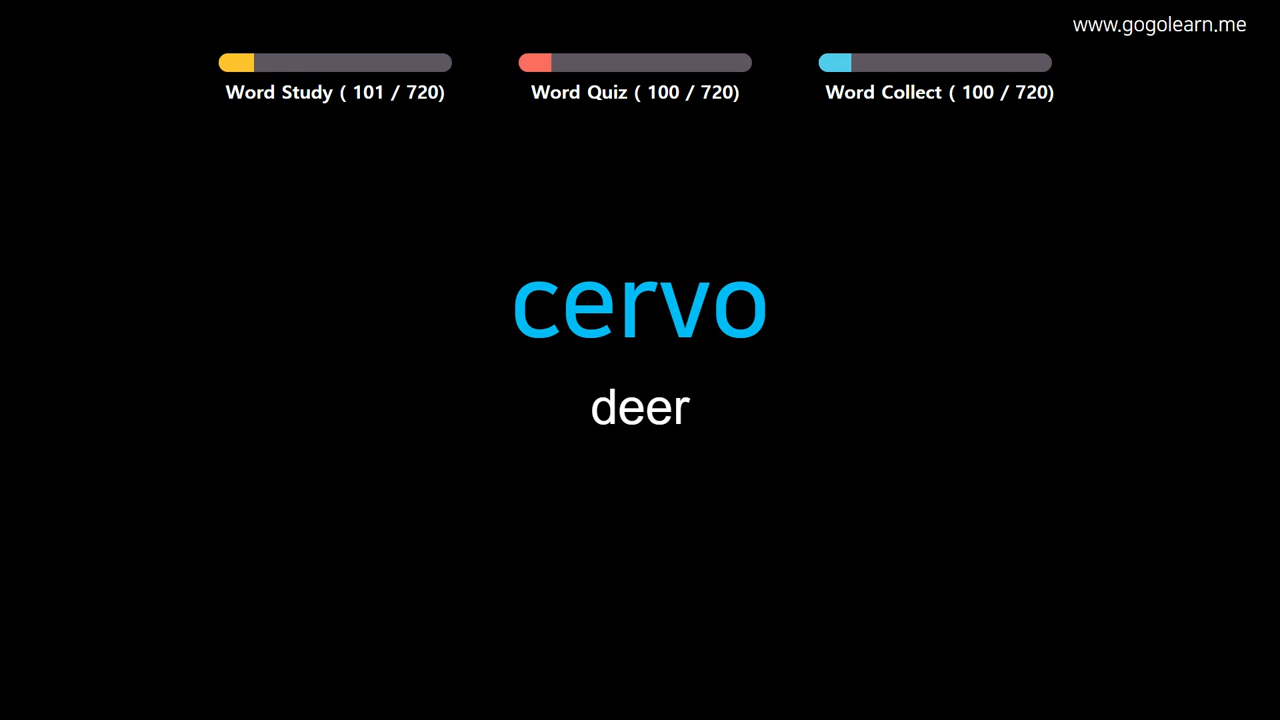 www.gogolearn.me
Word Study ( 101 / 720)
Word Quiz ( 100 / 720)
Word Collect ( 100 / 720)
cervo
deer